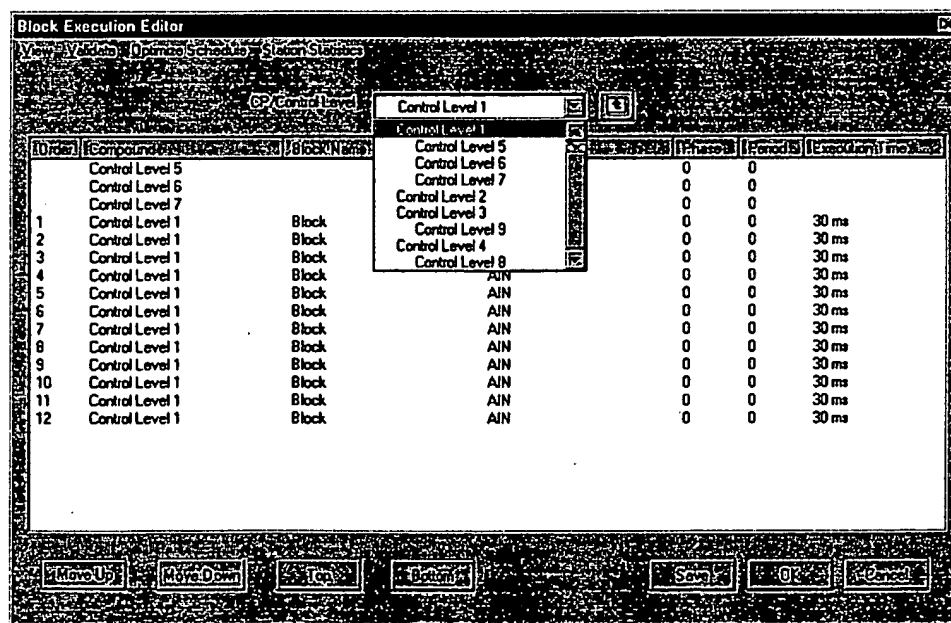 Block Execution Editor
View Validate Optimize Schedule Station Statistics
CP/Control Level Control Level 1
Control Level 1
Control Level 5
Control Level 6
Control Level 7
Control Level 2
Control Level 3
Control Level 9
Control Level 4
Control Level 8
Order Compound Block Name Phase Period Execution Time
Control Level 5 0 0
Control Level 6 0 0
Control Level 7 0 0
1 Control Level 1 Block 0 0 30 ms
2 Control Level 1 Block 0 0 30 ms
3 Control Level 1 Block 0 0 30 ms
4 Control Level 1 Block AIN 0 0 30 ms
5 Control Level 1 Block AIN 0 0 30 ms
6 Control Level 1 Block AIN 0 0 30 ms
7 Control Level 1 Block AIN 0 0 30 ms
8 Control Level 1 Block AIN 0 0 30 ms
9 Control Level 1 Block AIN 0 0 30 ms
10 Control Level 1 Block AIN 0 0 30 ms
11 Control Level 1 Block AIN 0 0 30 ms
12 Control Level 1 Block AIN 0 0 30 ms
Move Up Move Down Top Bottom Save OK Cancel